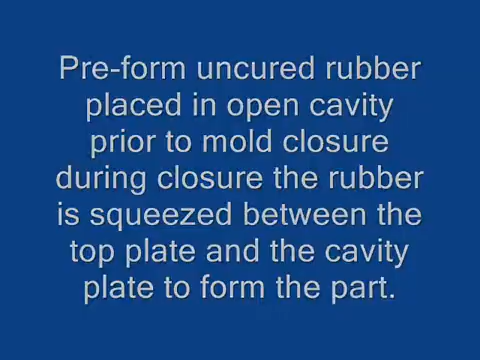 Pre-form uncured rubber
placed in open cavity
prior to mold closure
during closure the rubber
is squeezed between the
top plate and the cavity
plate to form the part.